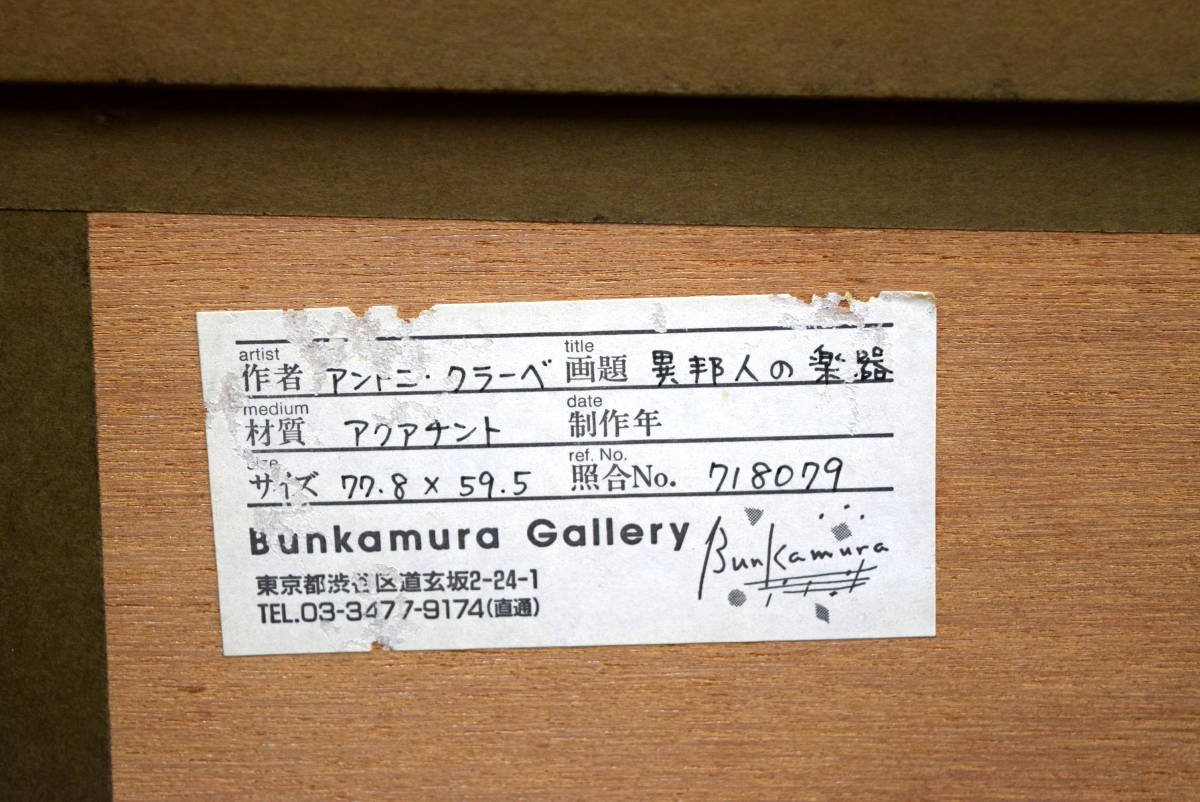 artist title
作者 アントニ・クラーベ 画題 異邦人の楽器
medium date
材質 アクアチント 制作年
size ref. No.
サイズ 77.8 × 59.5 照合No. 718079
Bunkamura Gallery
Bunkamura
東京都渋谷区道玄坂2-24-1
TEL.03-3477-9174(直通)